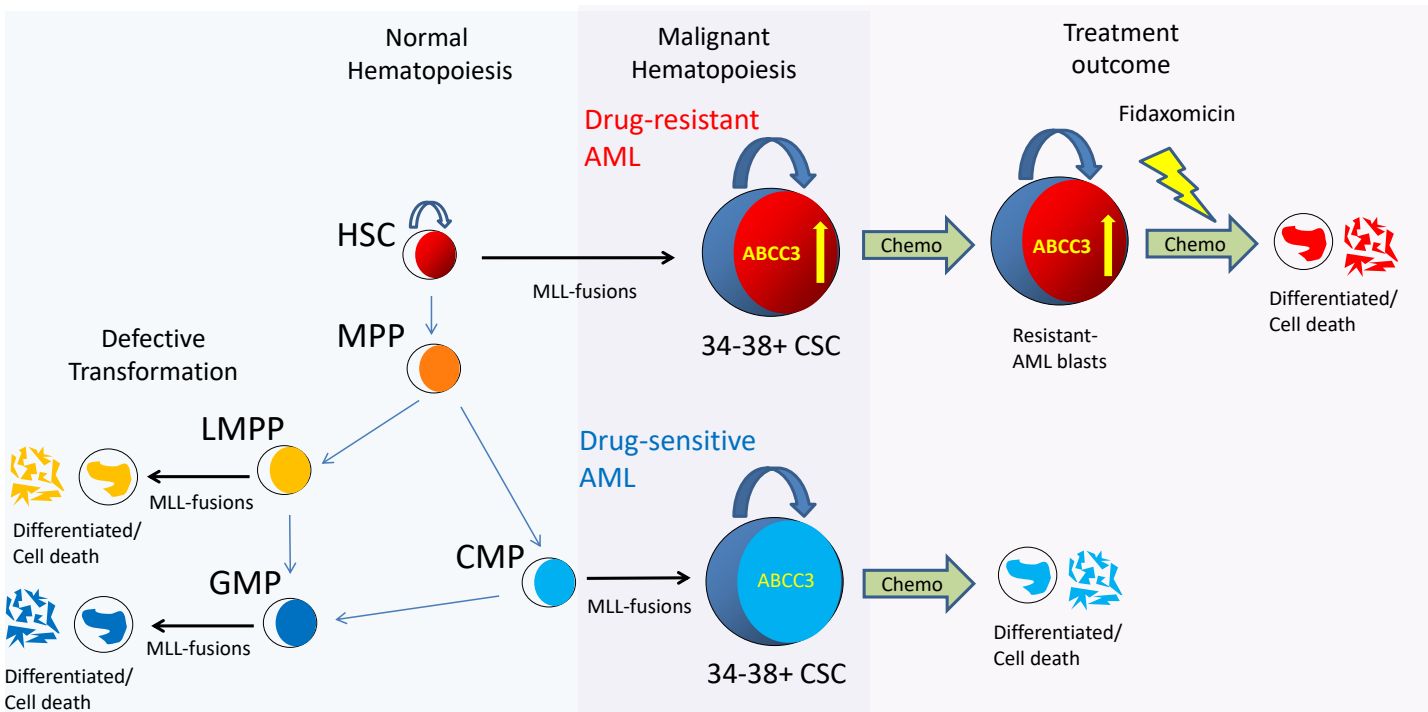 Normal
Hematopoiesis
Malignant
Hematopoiesis
Treatment
outcome
Drug-resistant
AML
Fidaxomicin
HSC
MLL-fusions
ABCC3
34-38+ CSC
Chemo
ABCC3
Resistant-
AML blasts
Chemo
Differentiated/
Cell death
MPP
Defective
Transformation
LMPP
MLL-fusions
Differentiated/
Cell death
GMP
MLL-fusions
Differentiated/
Cell death
Drug-sensitive
AML
CMP
MLL-fusions
ABCC3
34-38+ CSC
Chemo
Differentiated/
Cell death